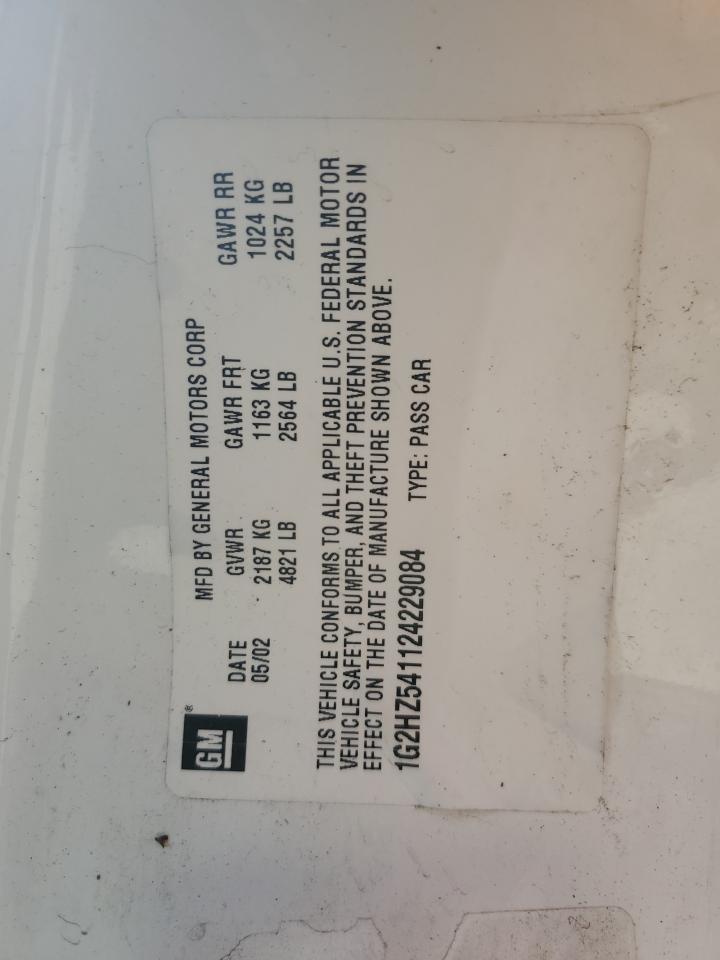 GM®
MFD BY GENERAL MOTORS CORP
DATE GVWR GAWR FRT GAWR RR
05/02 2187 KG 1163 KG 1024 KG
4821 LB 2564 LB 2257 LB
THIS VEHICLE CONFORMS TO ALL APPLICABLE U.S. FEDERAL MOTOR
VEHICLE SAFETY, BUMPER, AND THEFT PREVENTION STANDARDS IN
EFFECT ON THE DATE OF MANUFACTURE SHOWN ABOVE.
1G2HZ541124229084 TYPE: PASS CAR